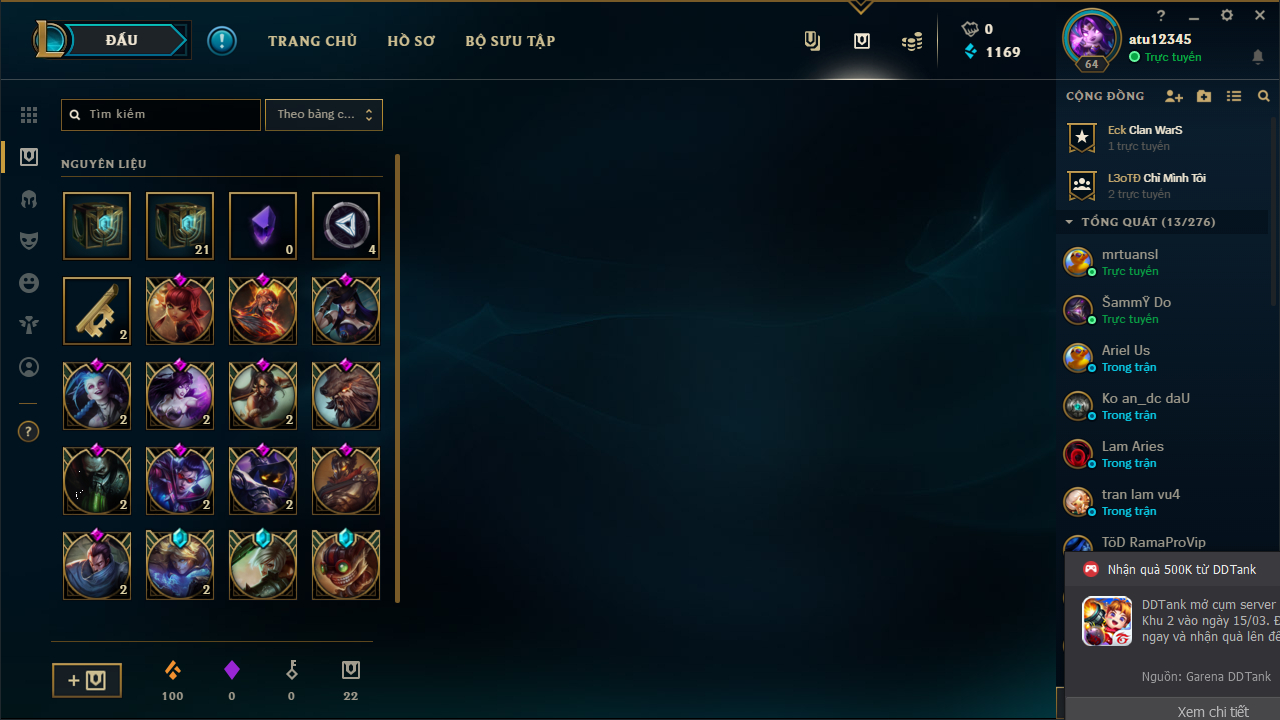 ĐẤU
TRANG CHỦ
HỒ SƠ
BỘ SƯU TẬP
0
1169
?
64
atu12345
Trực tuyến
Tìm kiếm
Theo bảng c...
NGUYÊN LIỆU
21
0
4
2
2
2
2
2
2
2
2
2
?
100
0
0
22
CỘNG ĐỒNG
Eck Clan WarS
1 trực tuyến
L3oTĐ Chỉ Mình Tôi
2 trực tuyến
TỔNG QUÁT (13/276)
mrtuansl
Trực tuyến
ŠammŸ Do
Trực tuyến
Ariel Us
Trong trận
Ko an_dc daU
Trong trận
Lam Aries
Trong trận
tran lam vu4
Trong trận
TöD RamaProVip
Nhận quà 500K từ DDTank
DDTank mở cụm server
Khu 2 vào ngày 15/03. Đ
ngay và nhận quà lên đế
Nguồn: Garena DDTank
Xem chi tiết